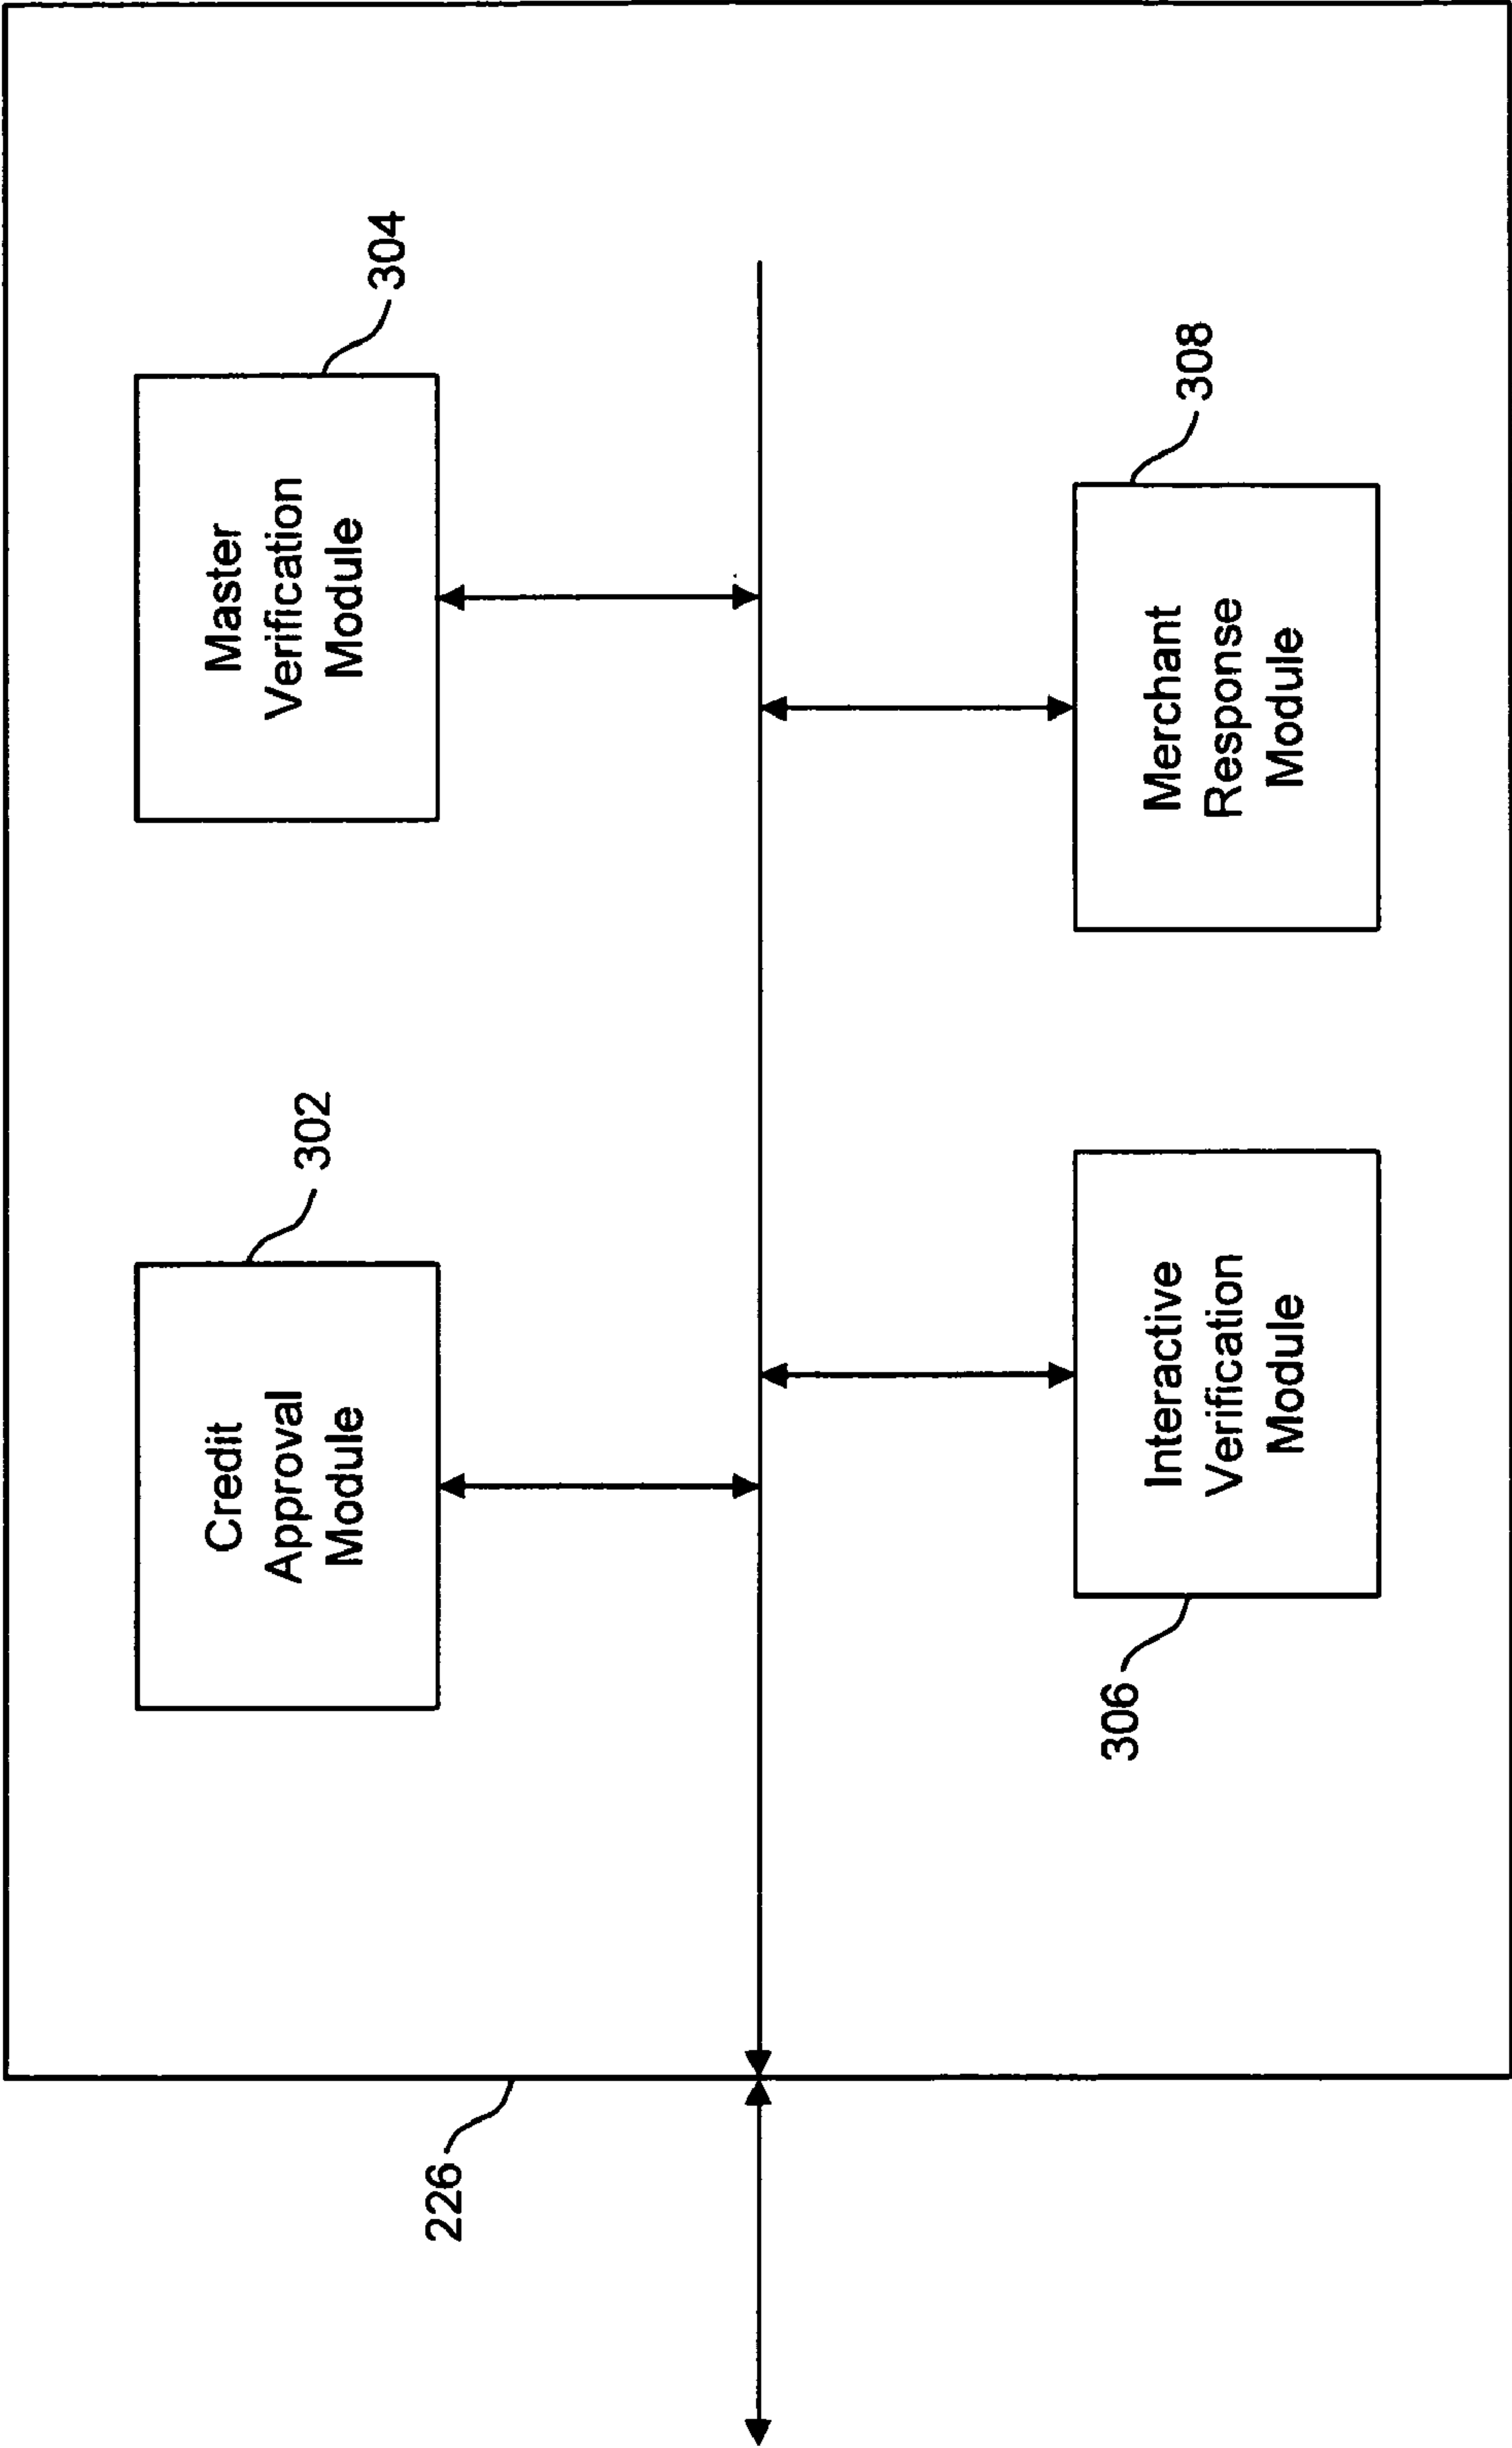 302
Credit
Approval
Module
304
Master
Verification
Module
226
306
Interactive
Verification
Module
308
Merchant
Response
Module